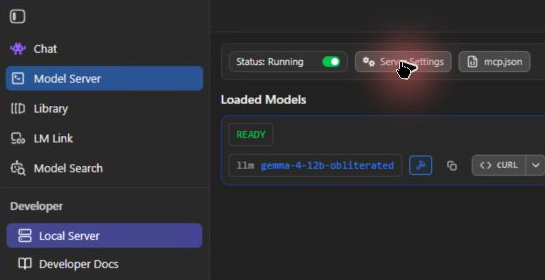 Chat
Status: Running
Server Settings
mcp.json
Model Server
Library
Loaded Models
LM Link
READY
Model Search
llm gemma-4-12b-obliterated
cURL
Developer
Local Server
Developer Docs